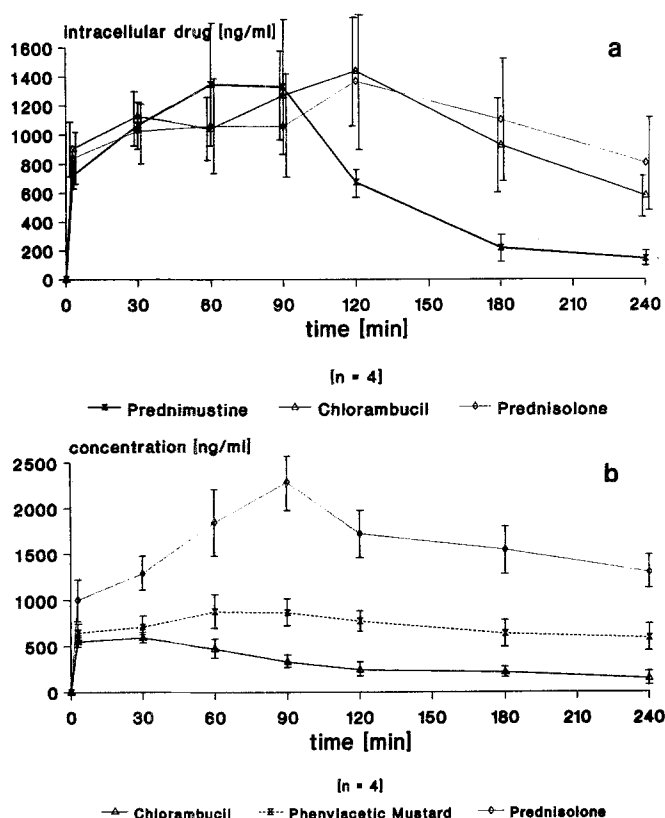 intracellular drug [ng/ml]
a
1600
1400
1200
1000
800
600
400
200
0
0 30 60 90 120 150 180 210 240
time [min]
[n = 4]
Prednimustine Chlorambucil Prednisolone
concentration [ng/ml]
b
2500
2000
1500
1000
500
0
0 30 60 90 120 150 180 210 240
time [min]
[n = 4]
Chlorambucil Phenylacetic Mustard Prednisolone